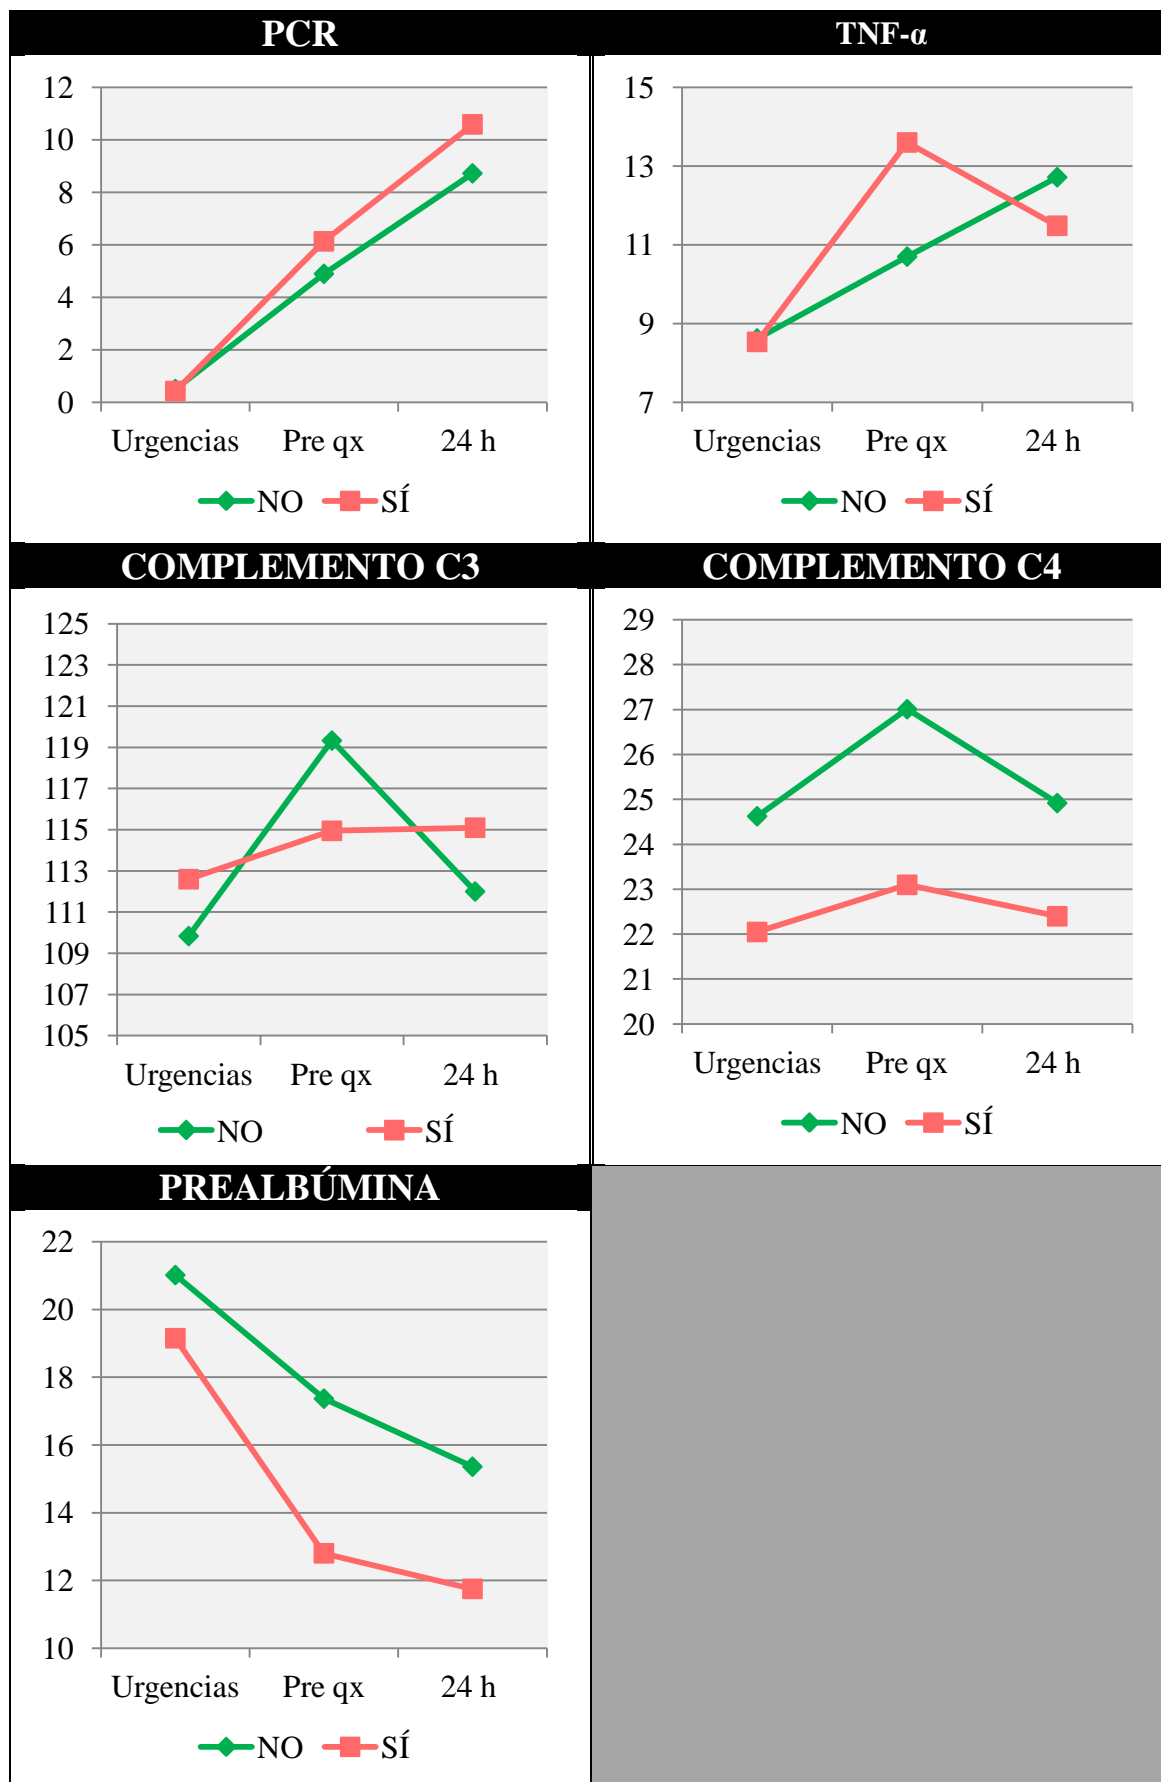 PCR
12
10
8
6
4
2
0
Urgencias Pre qx 24 h
NO SÍ
TNF-α
15
13
11
9
7
Urgencias Pre qx 24 h
NO SÍ
COMPLEMENTO C3
125
123
121
119
117
115
113
111
109
107
105
Urgencias Pre qx 24 h
NO SÍ
COMPLEMENTO C4
29
28
27
26
25
24
23
22
21
20
Urgencias Pre qx 24 h
NO SÍ
PREALBÚMINA
22
20
18
16
14
12
10
Urgencias Pre qx 24 h
NO SÍ